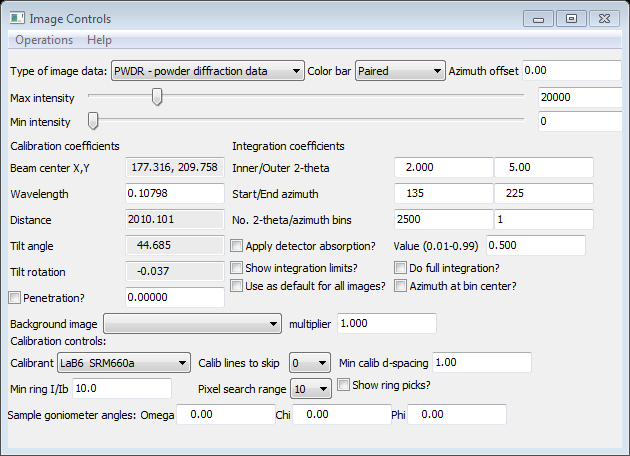 Image Controls
Operations Help
Type of image data: PWDR - powder diffraction data Color bar Paired Azimuth offset 0.00
Max intensity 20000
Min intensity 0
Calibration coefficients Integration coefficients
Beam center X,Y 177.316, 209.758 Inner/Outer 2-theta 2.000 5.00
Wavelength 0.10798 Start/End azimuth 135 225
Distance 2010.101 No. 2-theta/azimuth bins 2500 1
Tilt angle 44.685 Apply detector absorption? Value (0.01-0.99) 0.500
Tilt rotation -0.037 Show integration limits? Do full integration?
Use as default for all images? Azimuth at bin center?
Penetration? 0.00000
Background image multiplier 1.000
Calibration controls:
Calibrant LaB6 SRM660a Calib lines to skip 0 Min calib d-spacing 1.00
Min ring I/Ib 10.0 Pixel search range 10 Show ring picks?
Sample goniometer angles: Omega 0.00 Chi 0.00 Phi 0.00